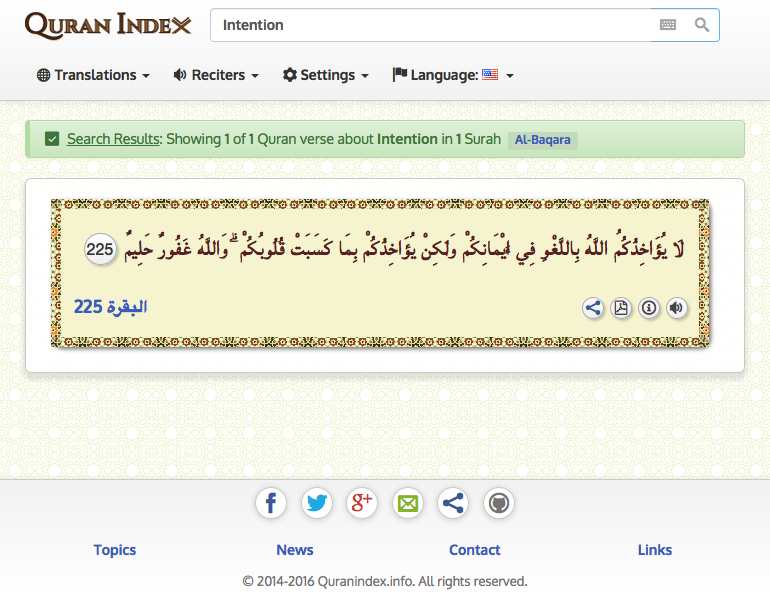 QURAN INDEX
Intention
Translations
Reciters
Settings
Language:
Search Results: Showing 1 of 1 Quran verse about Intention in 1 Surah Al-Baqara
لَا يُؤَاخِذُكُمُ اللَّهُ بِاللَّغْوِ فِي أَيْمَانِكُمْ وَلَٰكِنْ يُؤَاخِذُكُمْ بِمَا كَسَبَتْ قُلُوبُكُمْ ۗ وَاللَّهُ غَفُورٌ حَلِيمٌ 225
البقرة 225
Topics
News
Contact
Links
© 2014-2016 Quranindex.info. All rights reserved.